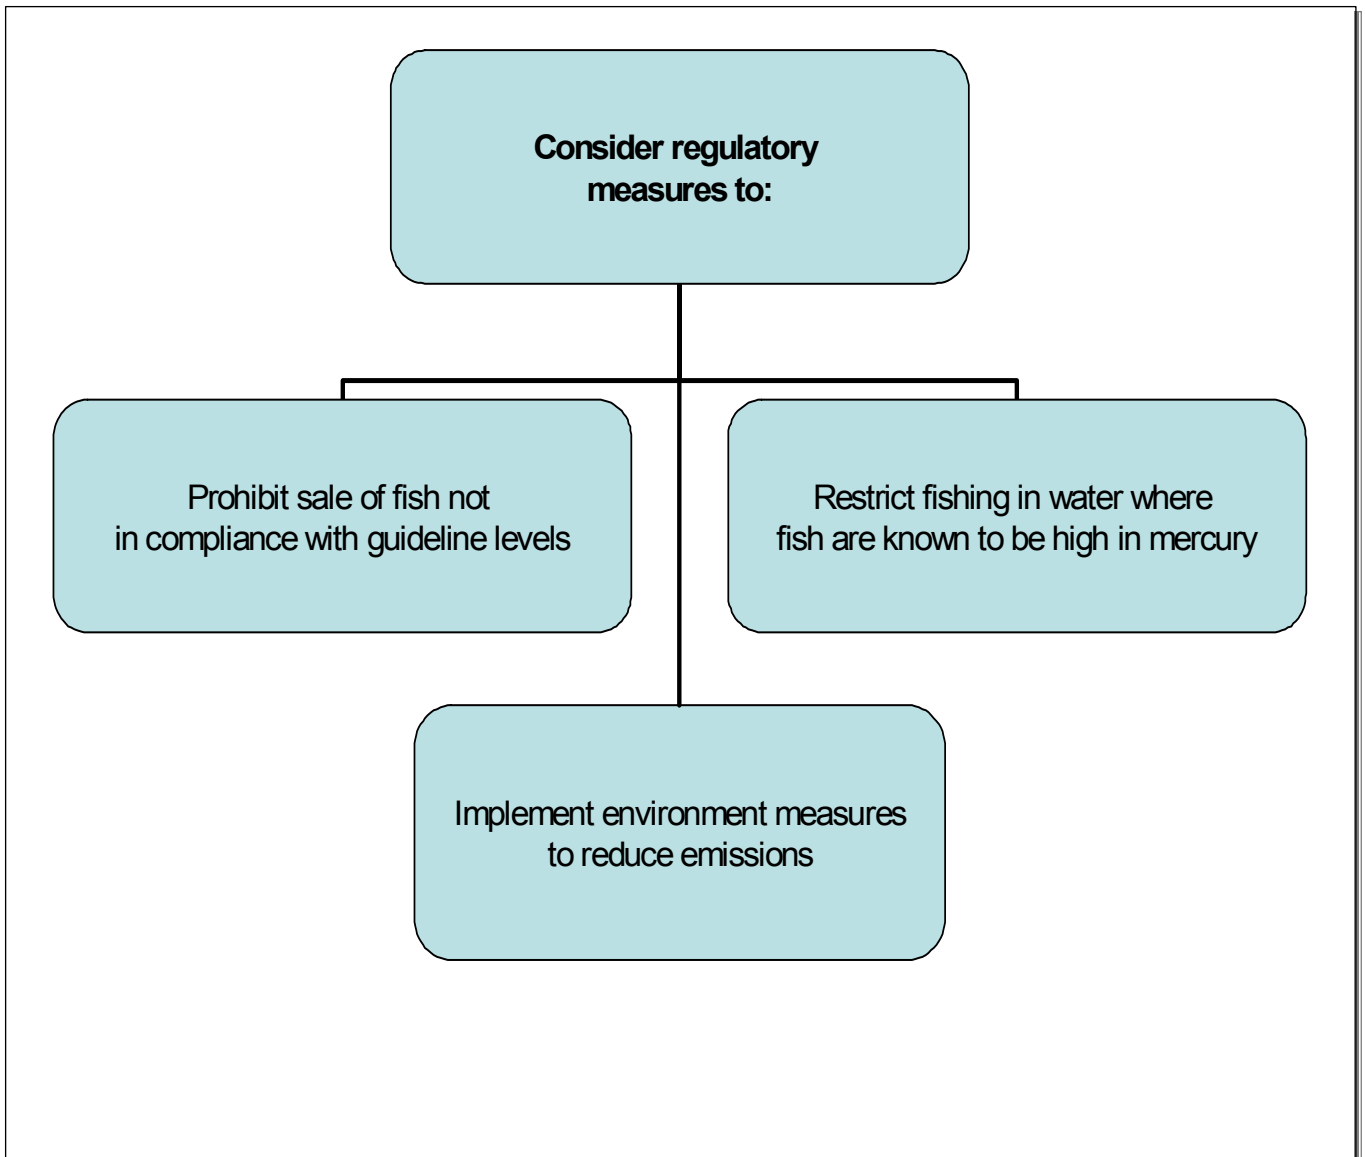 Consider regulatory
measures to:
Prohibit sale of fish not
in compliance with guideline levels
Restrict fishing in water where
fish are known to be high in mercury
Implement environment measures
to reduce emissions